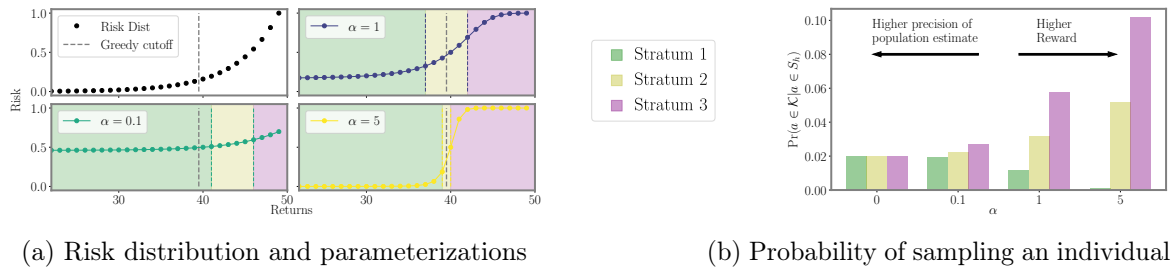 1.0
0.5
0.0
Risk Dist
Greedy cutoff
α = 1
Risk
1.0
0.5
0.0
α = 0.1
α = 5
30
40
50
30
40
50
Returns
Stratum 1
Stratum 2
Stratum 3
Pr(a ∈ K|a ∈ S_h)
0.10
0.08
0.06
0.04
0.02
0.00
Higher precision of
population estimate
Higher
Reward
0
0.1
1
5
α
(a) Risk distribution and parameterizations
(b) Probability of sampling an individual